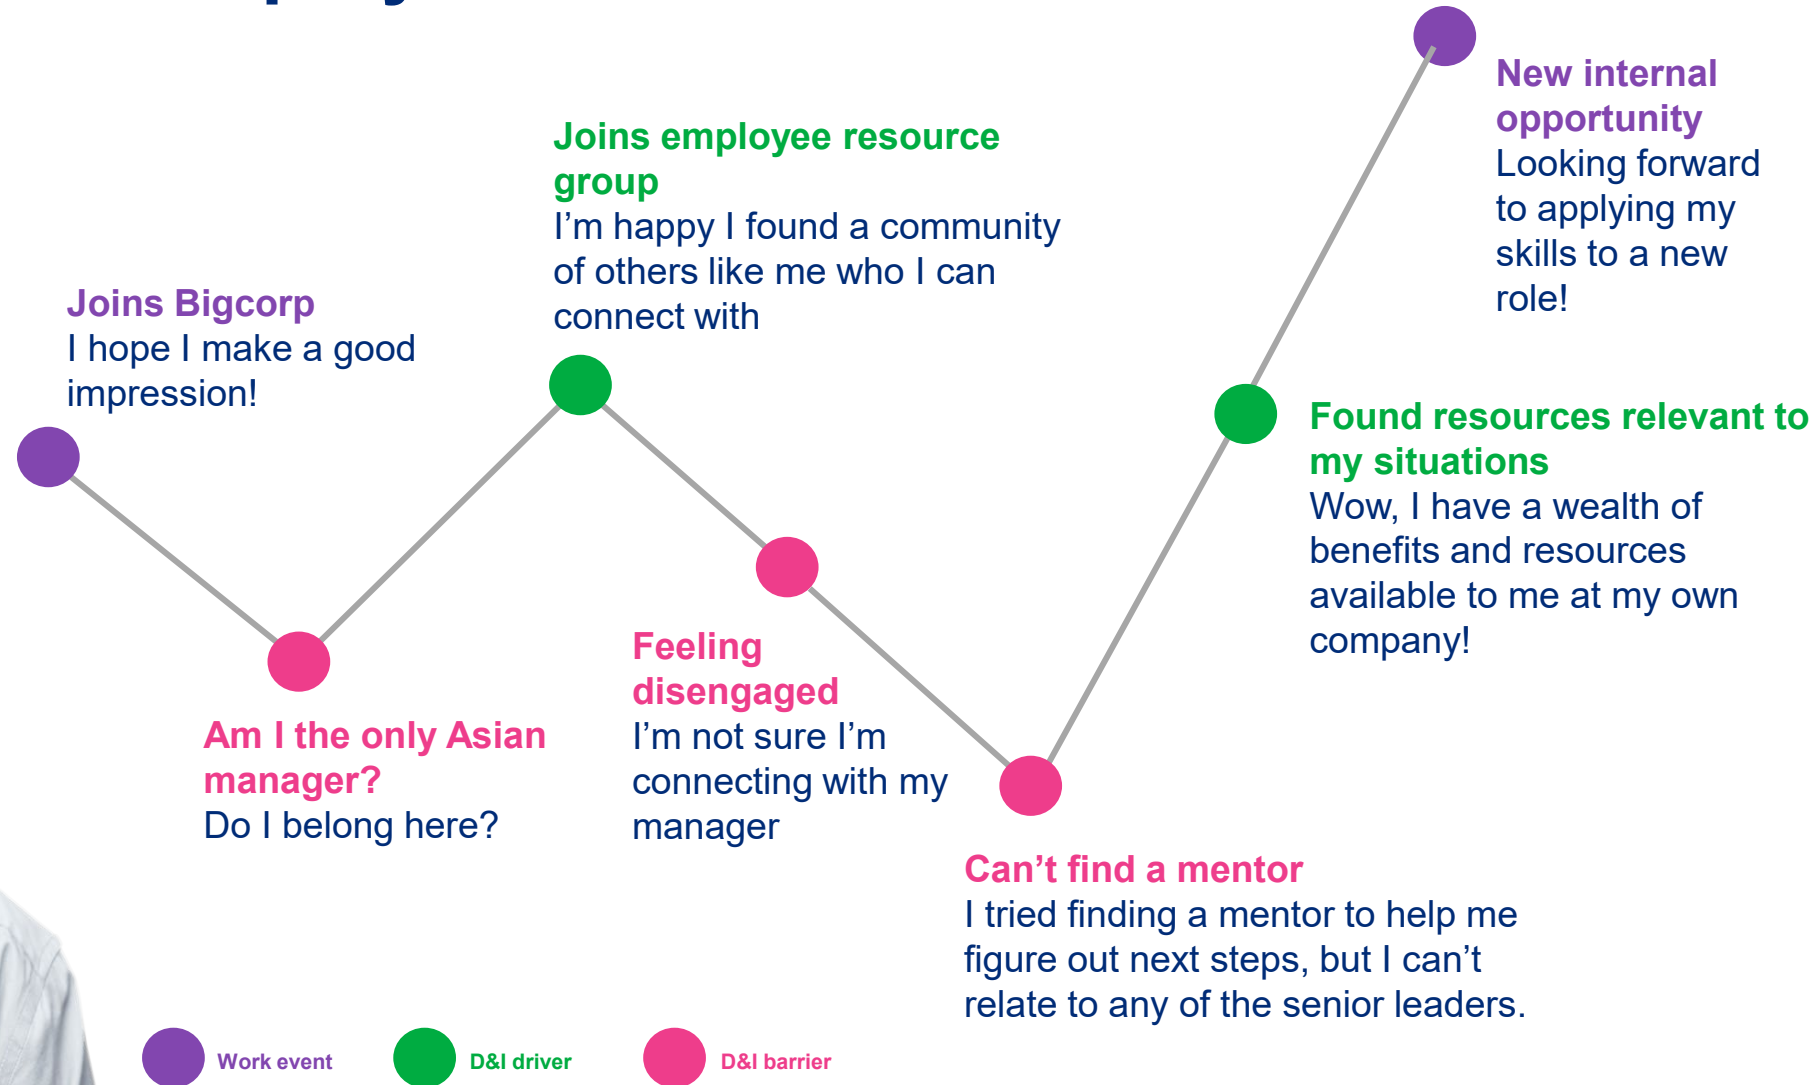 Joins Bigcorp
I hope I make a good
impression!
Am I the only Asian
manager?
Do I belong here?
Joins employee resource
group
I'm happy I found a community
of others like me who I can
connect with
Feeling
disengaged
I'm not sure I'm
connecting with my
manager
Can't find a mentor
I tried finding a mentor to help me
figure out next steps, but I can't
relate to any of the senior leaders.
Found resources relevant to
my situations
Wow, I have a wealth of
benefits and resources
available to me at my own
company!
New internal
opportunity
Looking forward
to applying my
skills to a new
role!
Work event
D&I driver
D&I barrier